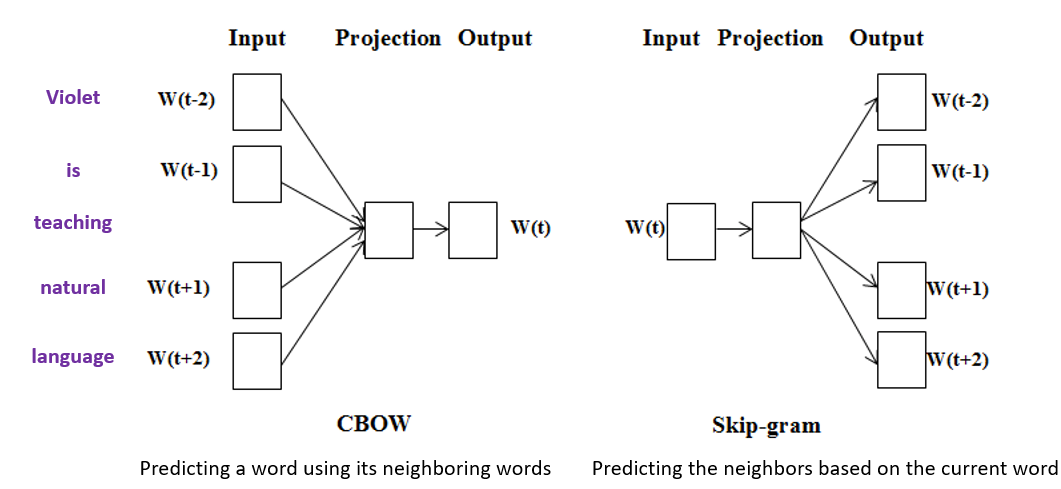 Input Projection Output
Input Projection Output
Violet W(t-2)
is W(t-1)
teaching W(t)
natural W(t+1)
language W(t+2)
W(t-2)
W(t-1)
W(t)
W(t+1)
W(t+2)
CBOW
Skip-gram
Predicting a word using its neighboring words
Predicting the neighbors based on the current word